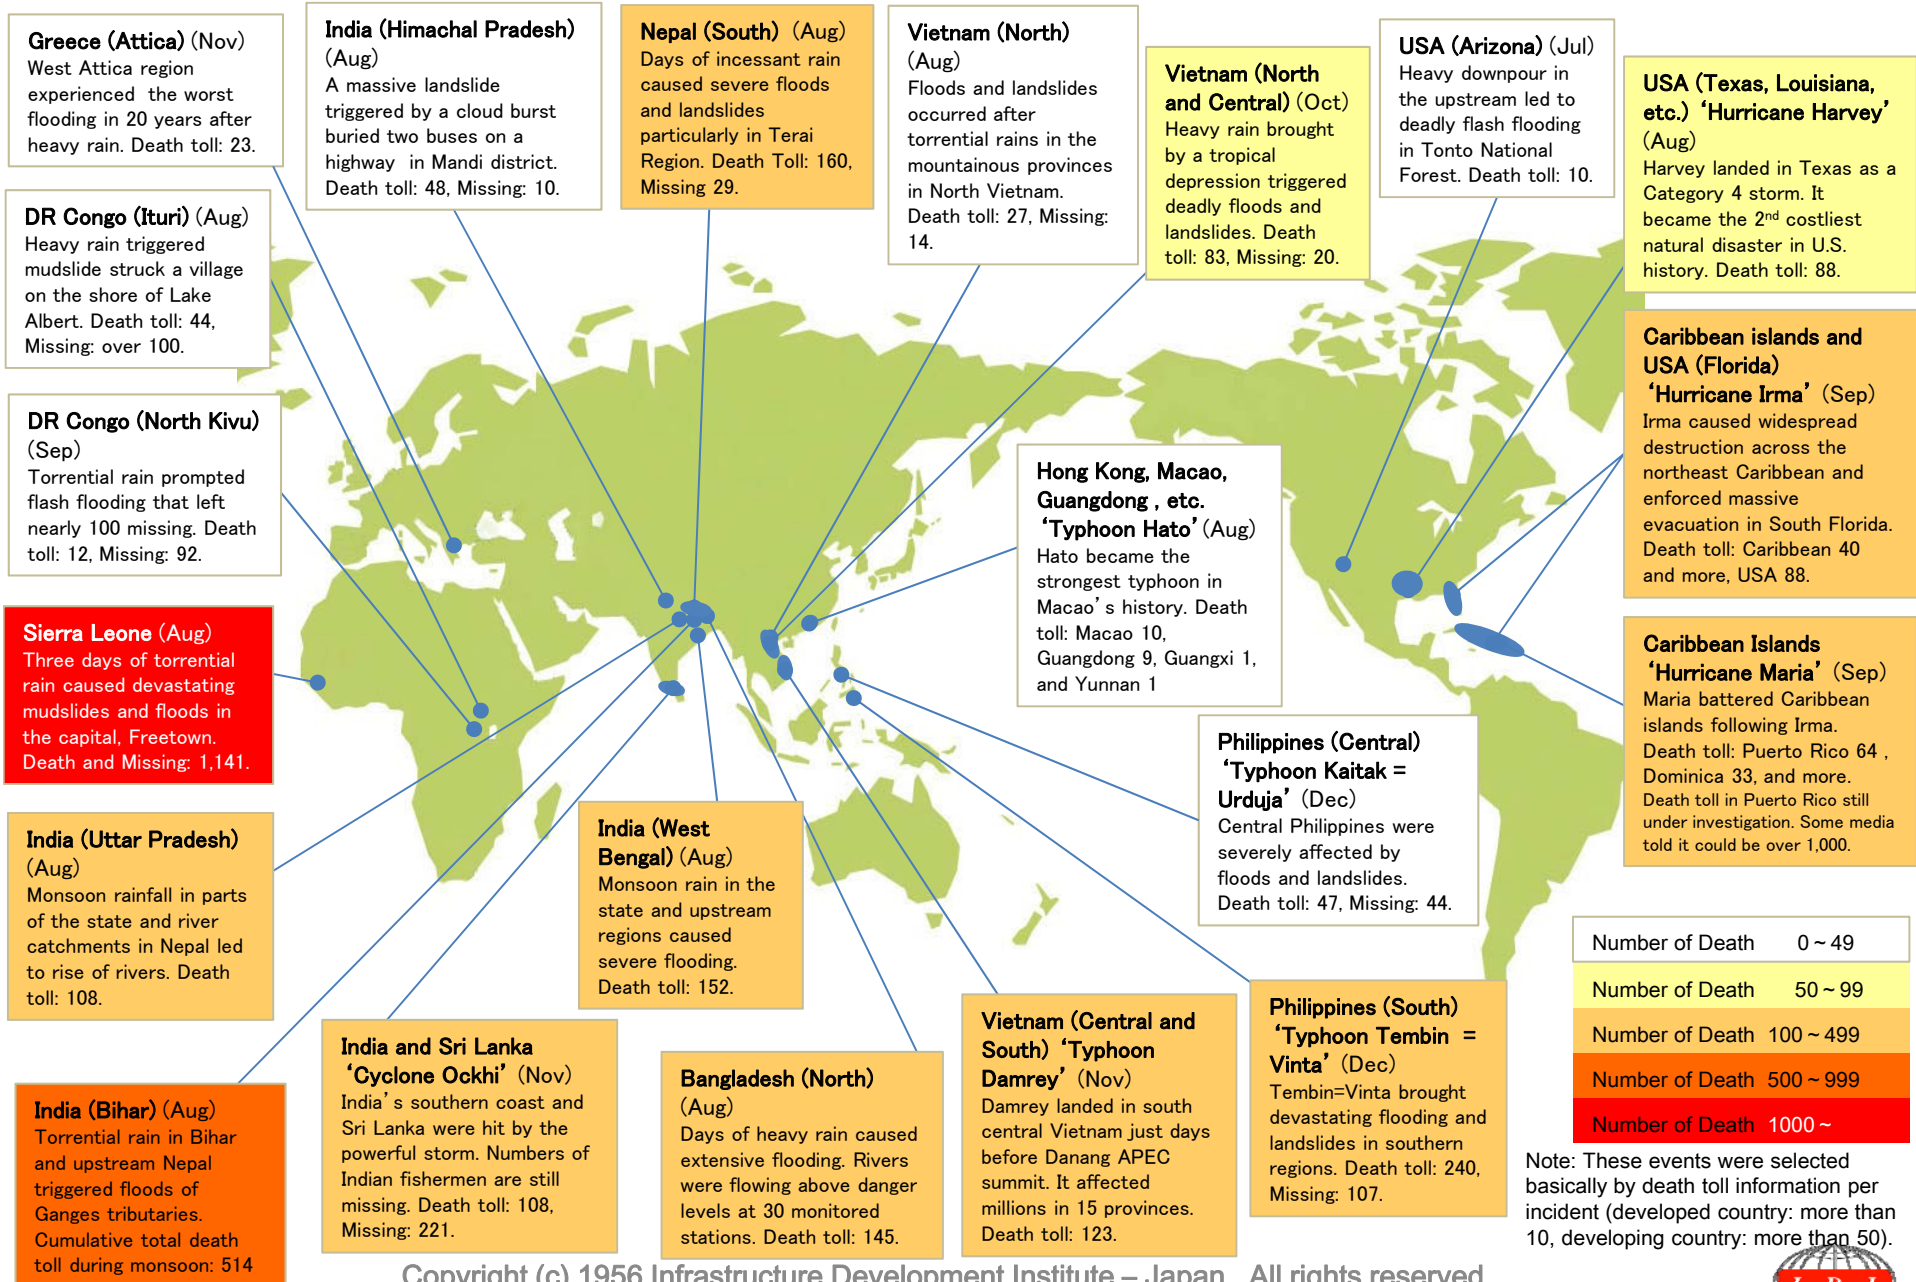 Greece (Attica) (Nov)
West Attica region
experienced the worst
flooding in 20 years after
heavy rain. Death toll: 23.
India (Himachal Pradesh)
(Aug)
A massive landslide
triggered by a cloud burst
buried two buses on a
highway in Mandi district.
Death toll: 48, Missing: 10.
Nepal (South) (Aug)
Days of incessant rain
caused severe floods
and landslides
particularly in Terai
Region. Death Toll: 160,
Missing 29.
Vietnam (North)
(Aug)
Floods and landslides
occurred after
torrential rains in the
mountainous provinces
in North Vietnam.
Death toll: 27, Missing:
14.
Vietnam (North
and Central) (Oct)
Heavy rain brought
by a tropical
depression triggered
deadly floods and
landslides. Death
toll: 83, Missing: 20.
USA (Arizona) (Jul)
Heavy downpour in
the upstream led to
deadly flash flooding
in Tonto National
Forest. Death toll: 10.
USA (Texas, Louisiana,
etc.) ‘Hurricane Harvey’
(Aug)
Harvey landed in Texas as a
Category 4 storm. It
became the 2nd costliest
natural disaster in U.S.
history. Death toll: 88.
DR Congo (Ituri) (Aug)
Heavy rain triggered
mudslide struck a village
on the shore of Lake
Albert. Death toll: 44,
Missing: over 100.
Caribbean islands and
USA (Florida)
‘Hurricane Irma’ (Sep)
Irma caused widespread
destruction across the
northeast Caribbean and
enforced massive
evacuation in South Florida.
Death toll: Caribbean 40
and more, USA 88.
DR Congo (North Kivu)
(Sep)
Torrential rain prompted
flash flooding that left
nearly 100 missing. Death
toll: 12, Missing: 92.
Hong Kong, Macao,
Guangdong , etc.
‘Typhoon Hato’ (Aug)
Hato became the
strongest typhoon in
Macao’s history. Death
toll: Macao 10,
Guangdong 9, Guangxi 1,
and Yunnan 1
Sierra Leone (Aug)
Three days of torrential
rain caused devastating
mudslides and floods in
the capital, Freetown.
Death and Missing: 1,141.
Caribbean Islands
‘Hurricane Maria’ (Sep)
Maria battered Caribbean
islands following Irma.
Death toll: Puerto Rico 64 ,
Dominica 33, and more.
Death toll in Puerto Rico still
under investigation. Some media
told it could be over 1,000.
Philippines (Central)
‘Typhoon Kaitak =
Urduja’ (Dec)
Central Philippines were
severely affected by
floods and landslides.
Death toll: 47, Missing: 44.
India (Uttar Pradesh)
(Aug)
Monsoon rainfall in parts
of the state and river
catchments in Nepal led
to rise of rivers. Death
toll: 108.
India (West
Bengal) (Aug)
Monsoon rain in the
state and upstream
regions caused
severe flooding.
Death toll: 152.
India (Bihar) (Aug)
Torrential rain in Bihar
and upstream Nepal
triggered floods of
Ganges tributaries.
Cumulative total death
toll during monsoon: 514
India and Sri Lanka
‘Cyclone Ockhi’ (Nov)
India’s southern coast and
Sri Lanka were hit by the
powerful storm. Numbers of
Indian fishermen are still
missing. Death toll: 108,
Missing: 221.
Bangladesh (North)
(Aug)
Days of heavy rain caused
extensive flooding. Rivers
were flowing above danger
levels at 30 monitored
stations. Death toll: 145.
Vietnam (Central and
South) ‘Typhoon
Damrey’ (Nov)
Damrey landed in south
central Vietnam just days
before Danang APEC
summit. It affected
millions in 15 provinces.
Death toll: 123.
Philippines (South)
‘Typhoon Tembin =
Vinta’ (Dec)
Tembin=Vinta brought
devastating flooding and
landslides in southern
regions. Death toll: 240,
Missing: 107.
Number of Death 0 ~ 49
Number of Death 50 ~ 99
Number of Death 100 ~ 499
Number of Death 500 ~ 999
Number of Death 1000 ~
Note: These events were selected
basically by death toll information per
incident (developed country: more than
10, developing country: more than 50).
Copyright (c) 1956 Infrastructure Development Institute – Japan. All rights reserved